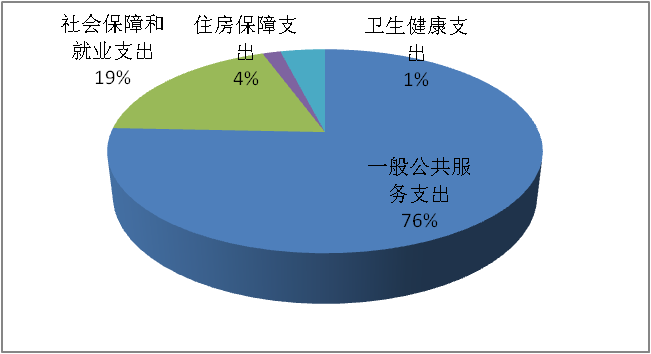 社会保障和
就业支出
19%
住房保障支
出
4%
卫生健康支
出
1%
一般公共服
务支出
76%